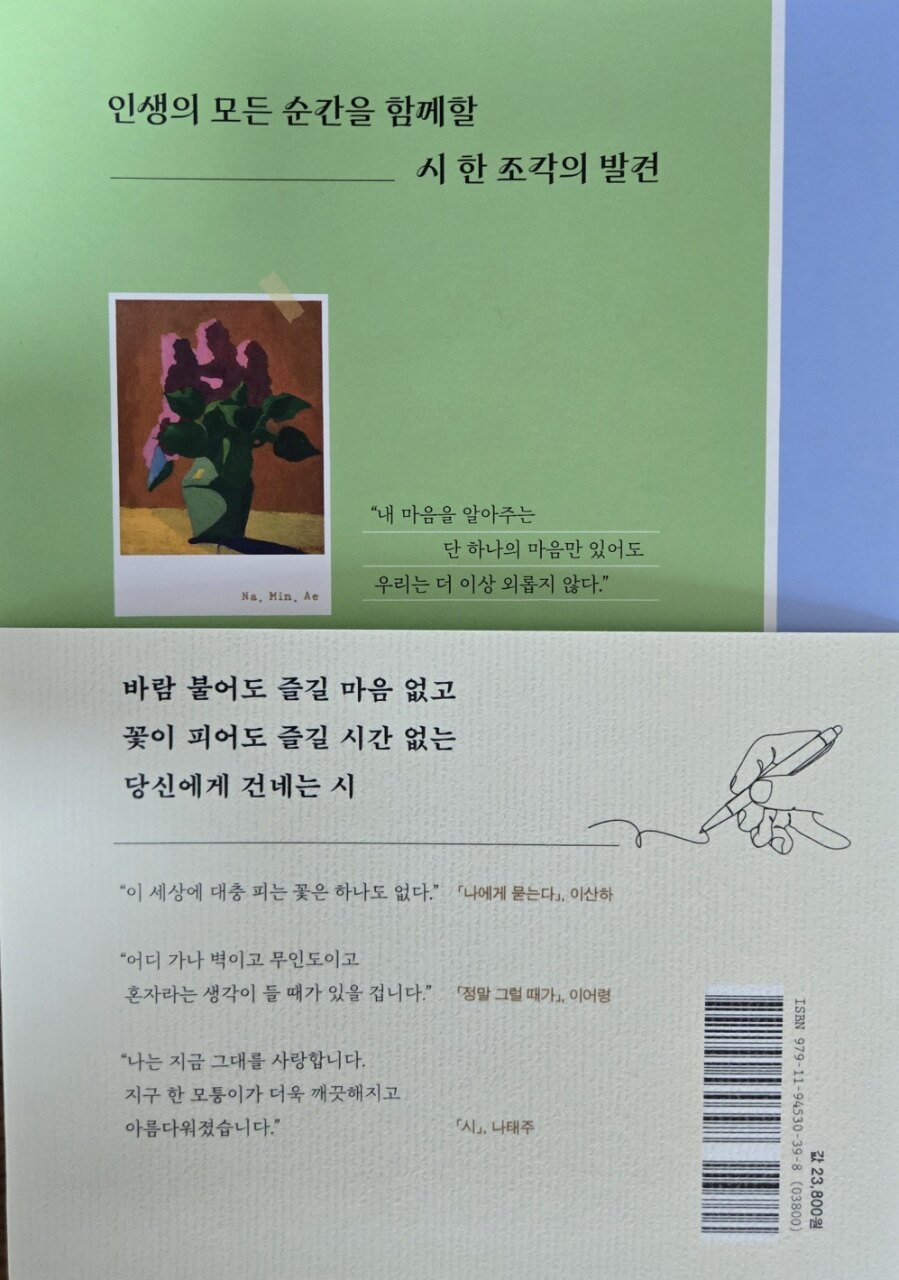 인생의 모든 순간을 함께할
시 한 조각의 발견
Na. Min. Ae
“내 마음을 알아주는
단 하나의 마음만 있어도
우리는 더 이상 외롭지 않다.”
바람 불어도 즐길 마음 없고
꽃이 피어도 즐길 시간 없는
당신에게 건네는 시
“이 세상에 대충 피는 꽃은 하나도 없다.” 「나에게 묻는다」, 이산하
“어디 가나 벽이고 무인도이고
혼자라는 생각이 들 때가 있을 겁니다.” 「정말 그럴 때가」, 이어령
“나는 지금 그대를 사랑합니다.
지구 한 모퉁이가 더욱 깨끗해지고
아름다워졌습니다.” 「시」, 나태주
ISBN 979-11-94530-39-8 (03800)
값 23,800원